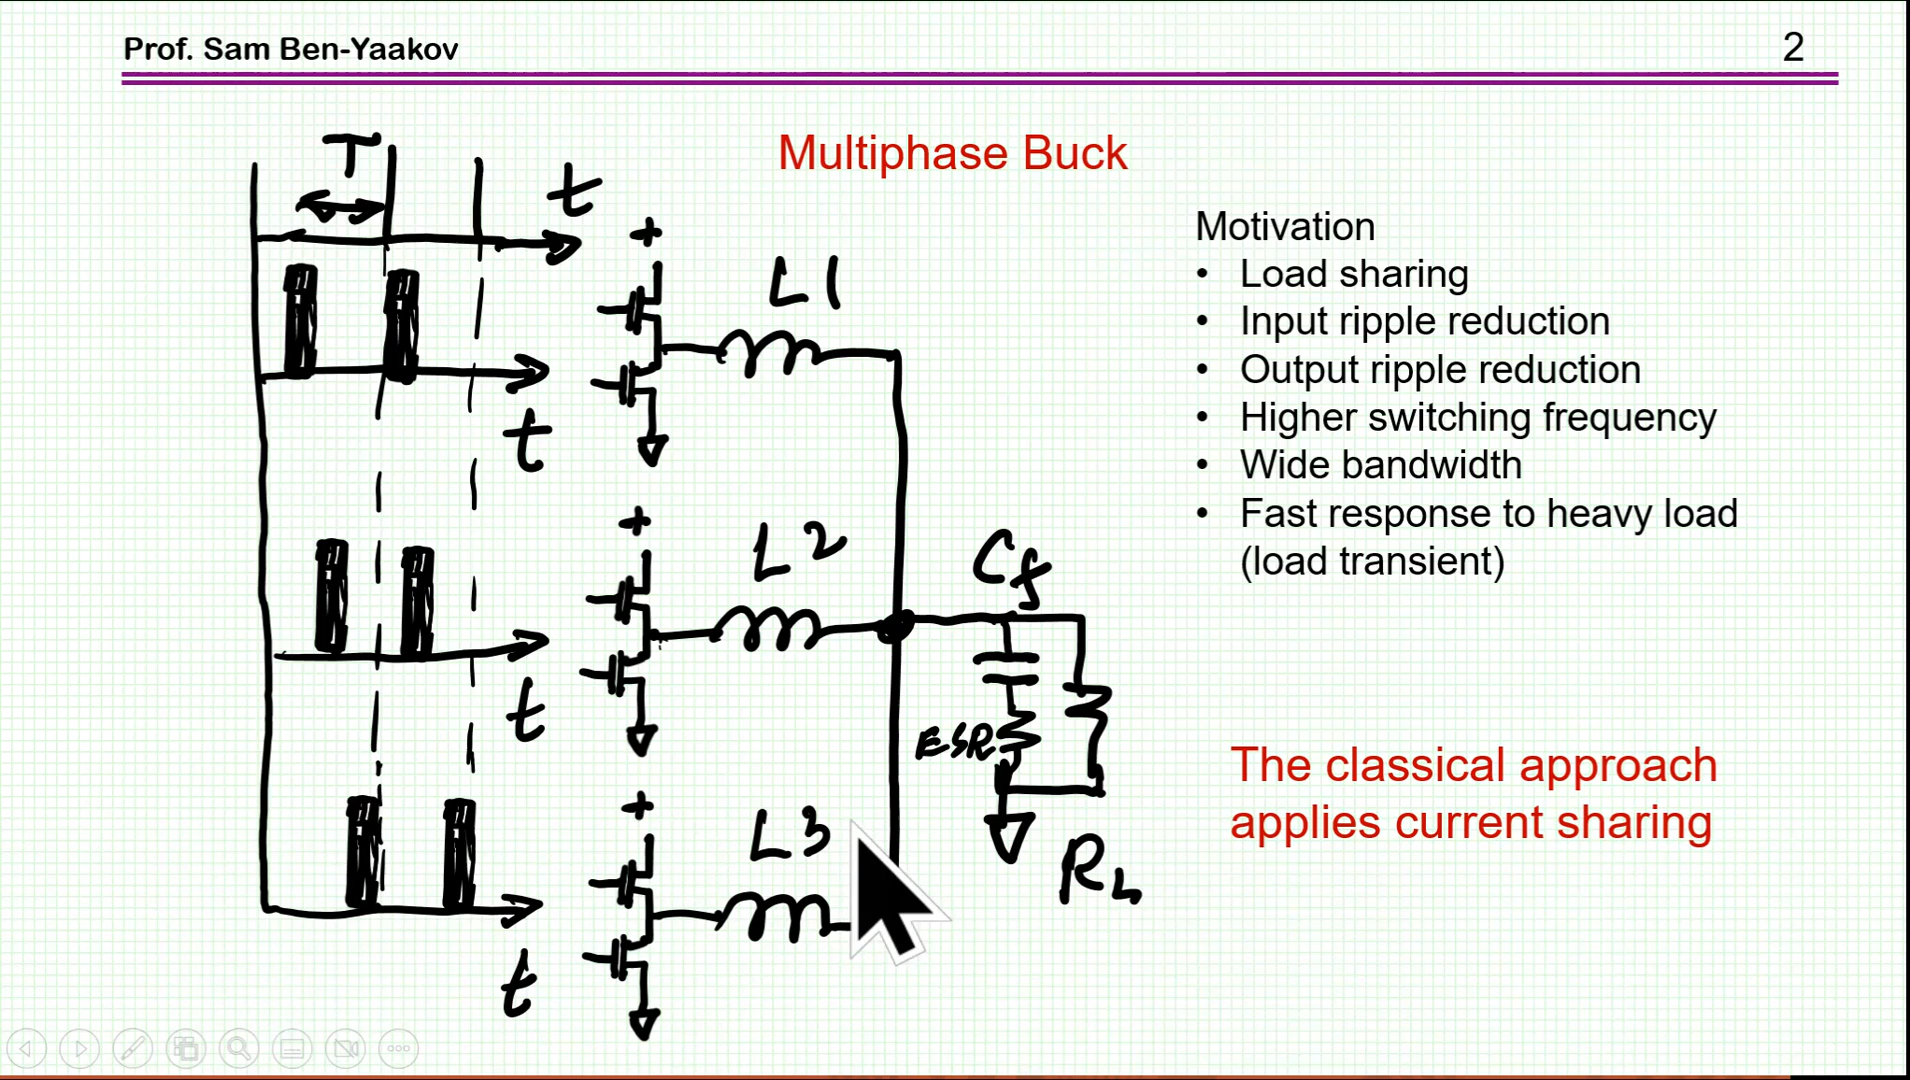 Prof. Sam Ben-Yaakov
2
Multiphase Buck
T
t
t
t
t
+
L1
+
L2
+
L3
Cf
ESR
RL
Motivation
• Load sharing
• Input ripple reduction
• Output ripple reduction
• Higher switching frequency
• Wide bandwidth
• Fast response to heavy load
(load transient)
The classical approach
applies current sharing